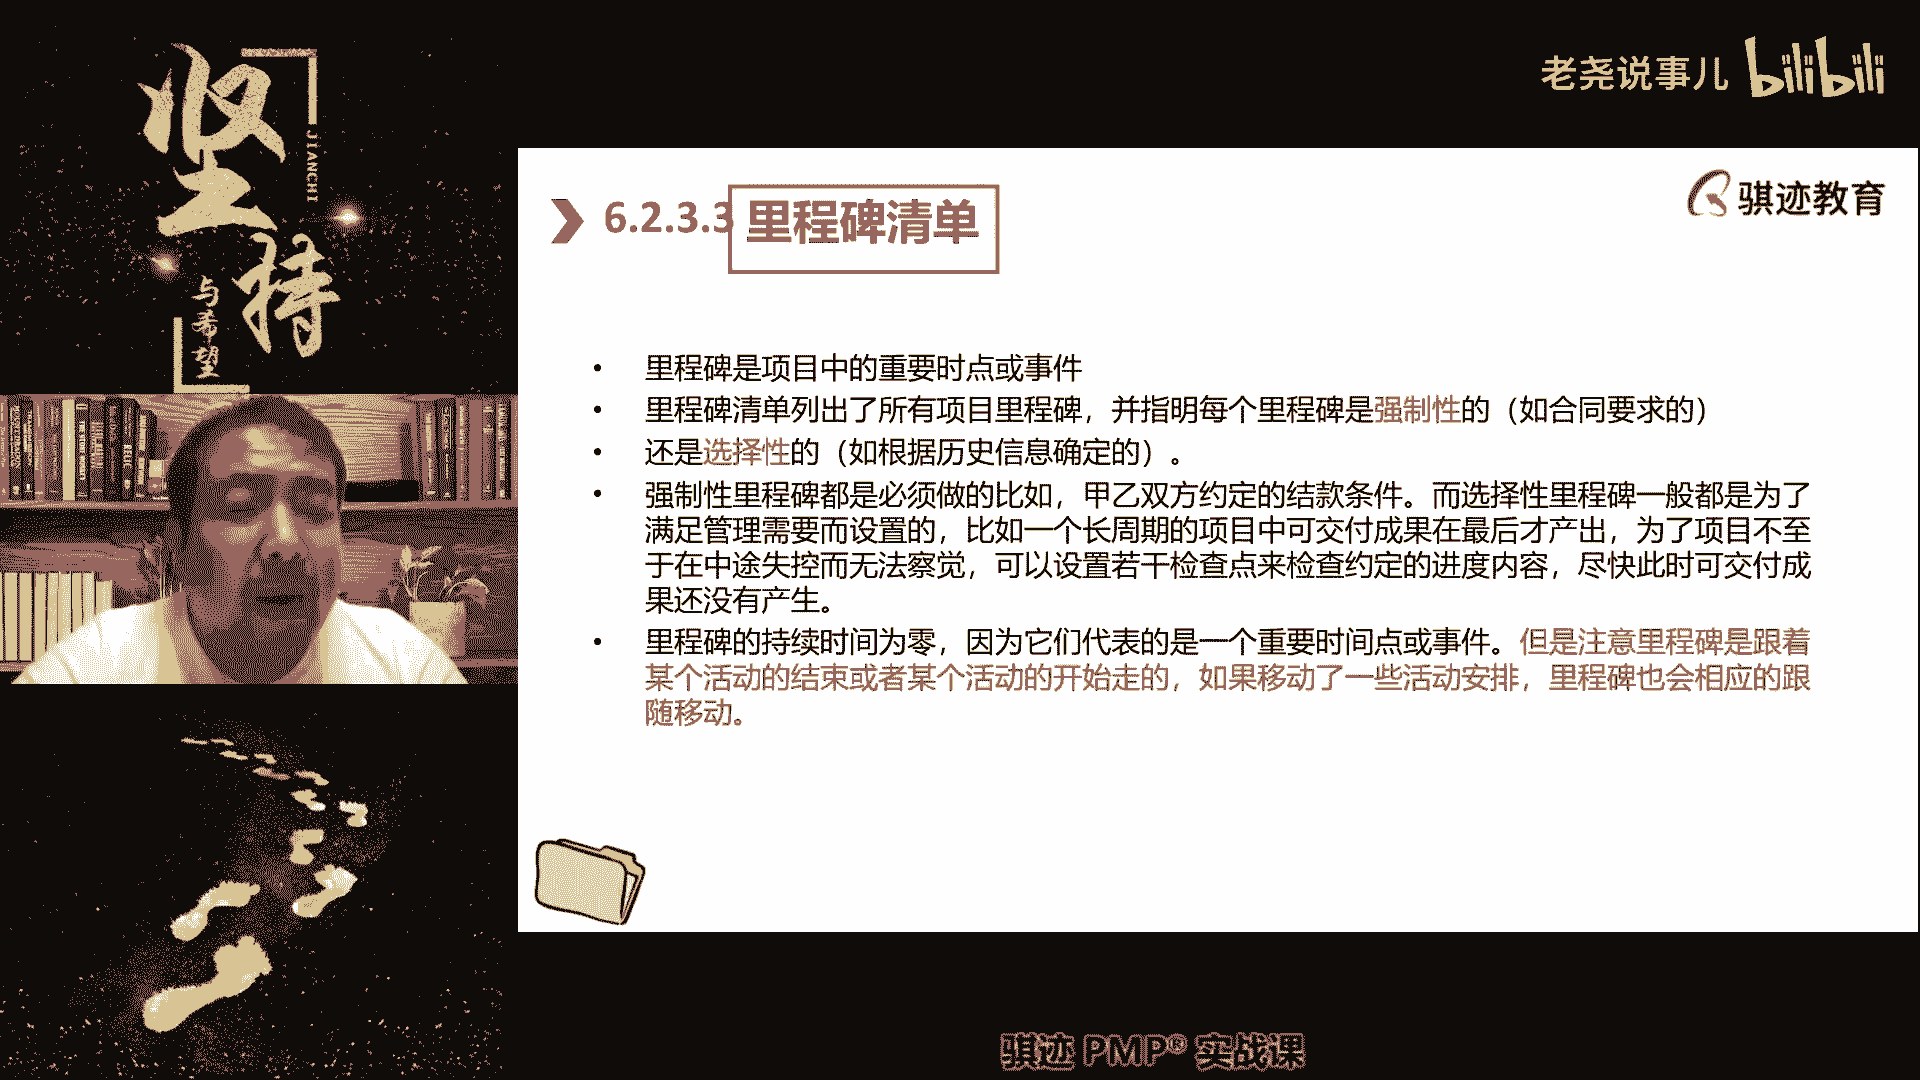 坚持
JIANCHI
与希望
老尧说事儿 bilibili
骐迹教育
6.2.3.3 里程碑清单
• 里程碑是项目中的重要时点或事件
• 里程碑清单列出了所有项目里程碑，并指明每个里程碑是强制性的（如合同要求的）
• 还是选择性的（如根据历史信息确定的）。
• 强制性里程碑都是必须做的比如，甲乙双方约定的结款条件。而选择性里程碑一般都是为了
满足管理需要而设置的，比如一个长周期的项目中可交付成果在最后才产出，为了项目不至
于在中途失控而无法察觉，可以设置若干检查点来检查约定的进度内容，尽快此时可交付成
果还没有产生。
• 里程碑的持续时间为零，因为它们代表的是一个重要时间点或事件。但是注意里程碑是跟着
某个活动的结束或者某个活动的开始走的，如果移动了一些活动安排，里程碑也会相应的跟
随移动。
骐迹 PMP® 实战课